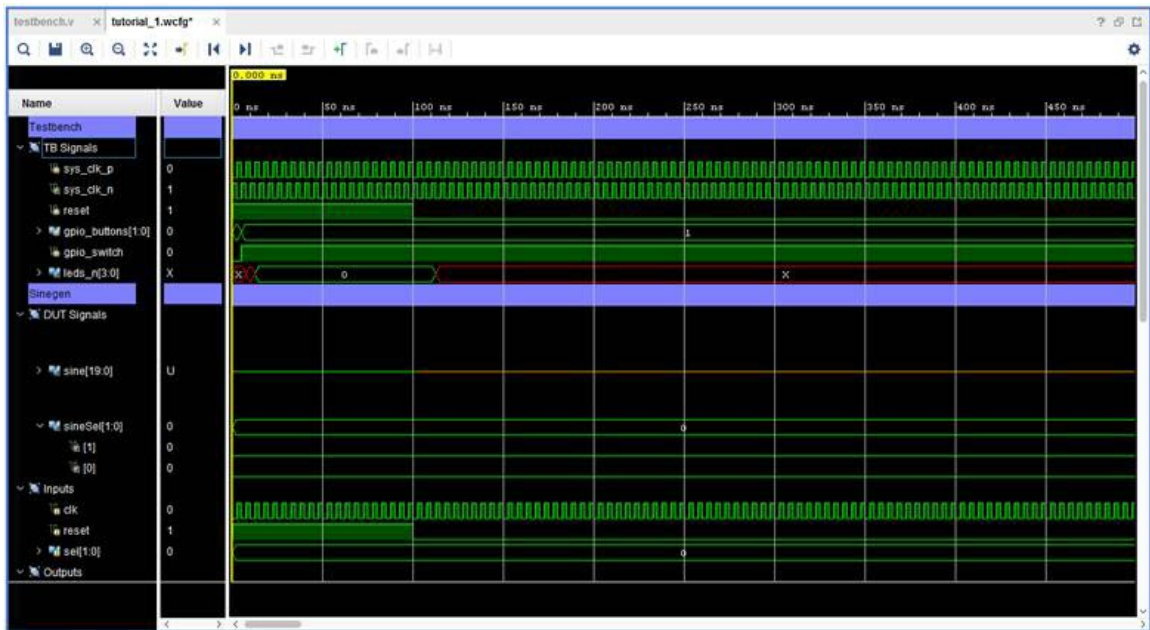 testbench.v × tutorial_1.wcfg* ×
0.000 ns
Name Value 0 ns 50 ns 100 ns 150 ns 200 ns 250 ns 300 ns 350 ns 400 ns 450 ns
Testbench
TB Signals
sys_clk_p 0
sys_clk_n 1
reset 1
gpio_buttons[1:0] 0 1
gpio_switch 0
leds_n[3:0] X X 0 X
Sinegen
DUT Signals
sine[19:0] U
sineSel[1:0] 0 0
[1] 0
[0] 0
Inputs
clk 0
reset 1
sel[1:0] 0 0
Outputs